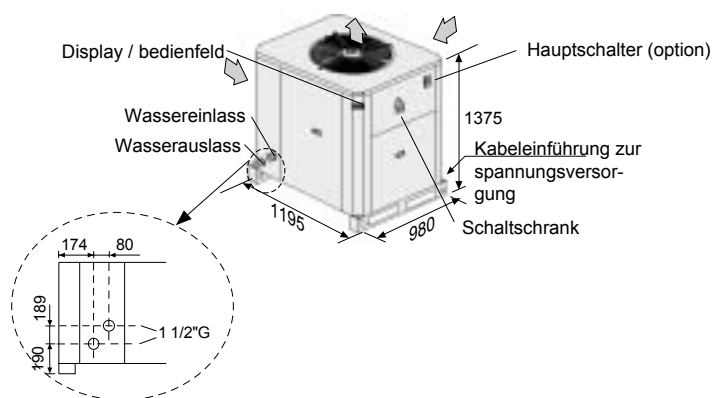 Display / bedienfeld
Hauptschalter (option)
Wassereinlass
Wasserauslass
1375
Kabeleinführung zur
spannungsversor-
gung
Schaltschrank
1195
980
174
80
189
190
1 1/2"G